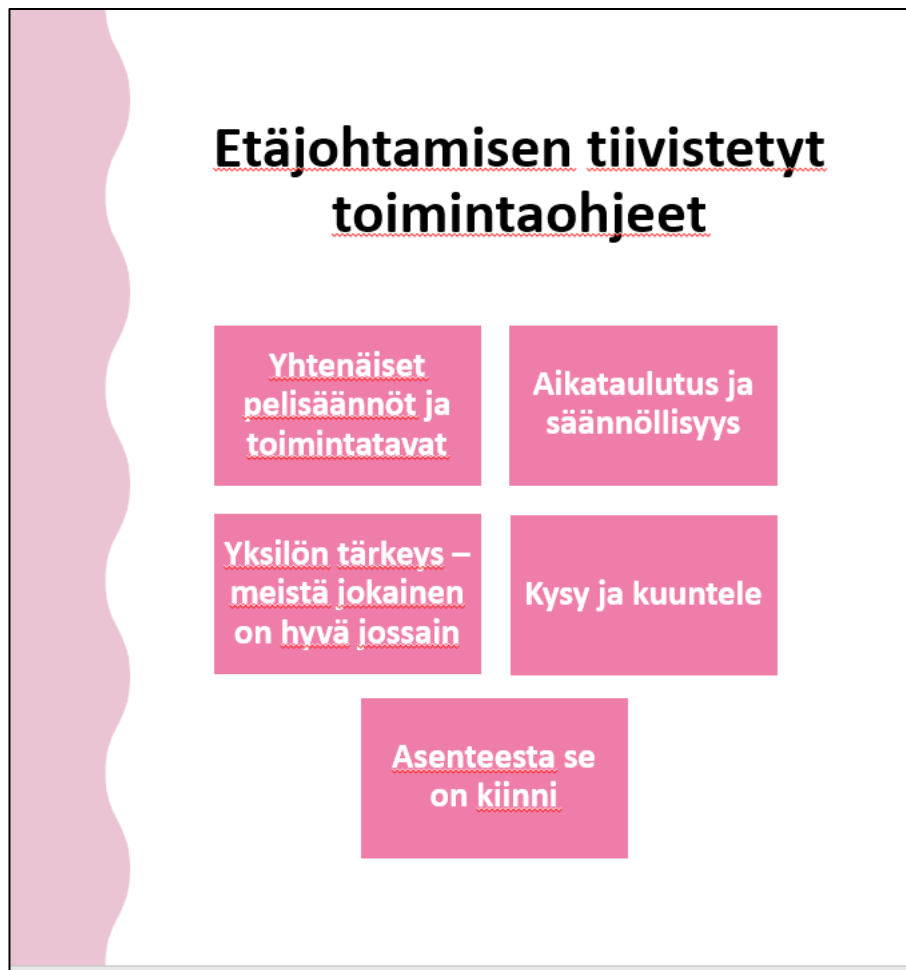 Etäjohtamisen tiivistetyt
toimintaohjeet
Yhtenäiset
pelisäännöt ja
toimintatavat
Aikataulutus ja
säännöllisyys
Yksilön tärkeys –
meistä jokainen
on hyvä jossain
Kysy ja kuuntele
Asenteesta se
on kiinni